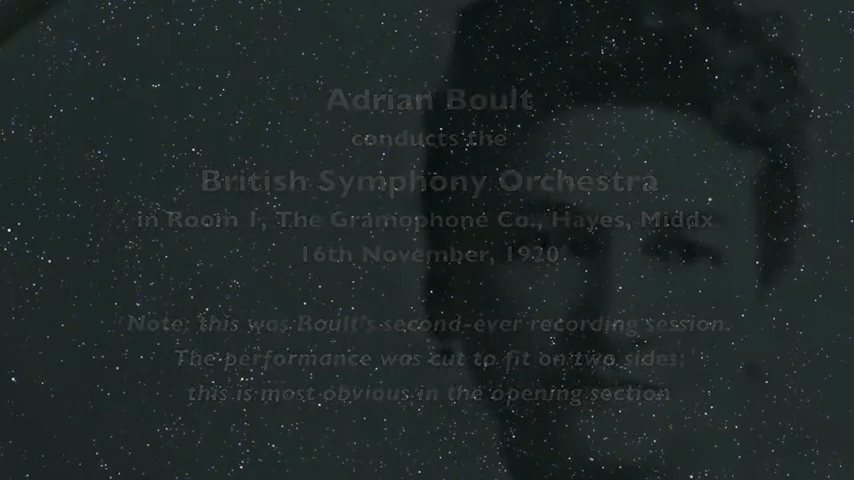 Adrian Boult
conducts the
British Symphony Orchestra
in Room 1, The Gramophone Co., Hayes, Middx
16th November, 1920
Note; this was Boult's second-ever recording session.
The performance was cut to fit on two sides;
this is most obvious in the opening section